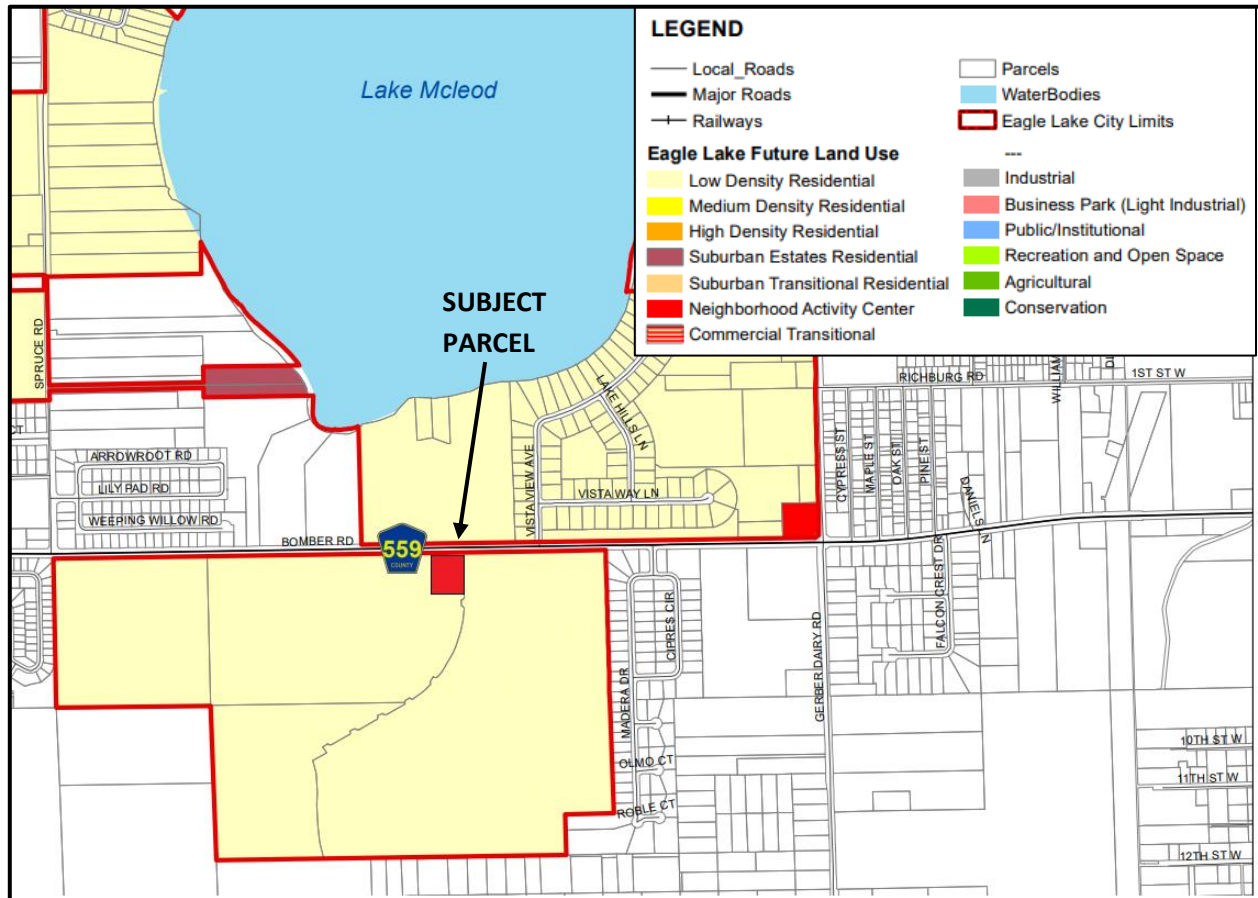 LEGEND
Local_Roads
Major Roads
Railways
Parcels
WaterBodies
Eagle Lake City Limits
Eagle Lake Future Land Use
Low Density Residential
Medium Density Residential
High Density Residential
Suburban Estates Residential
Suburban Transitional Residential
Neighborhood Activity Center
Commercial Transitional
---
Industrial
Business Park (Light Industrial)
Public/Institutional
Recreation and Open Space
Agricultural
Conservation
Lake Mcleod
SUBJECT
PARCEL
SPRUCE RD
RICHBURG RD
WILLIAM
1ST ST W
LAKE HILLS LN
CT
ARROWROOT RD
LILY PAD RD
WEEPING WILLOW RD
VISTA VIEW AVE
VISTA WAY LN
CYPRESS ST
MAPLE ST
OAK ST
PINE ST
DANIELS LN
BOMBER RD
559
COUNTY
FALCON CREST DR
CIPRES CIR
MADERA DR
GERBER DAIRY RD
OLMO CT
ROBLE CT
10TH ST W
11TH ST W
12TH ST W